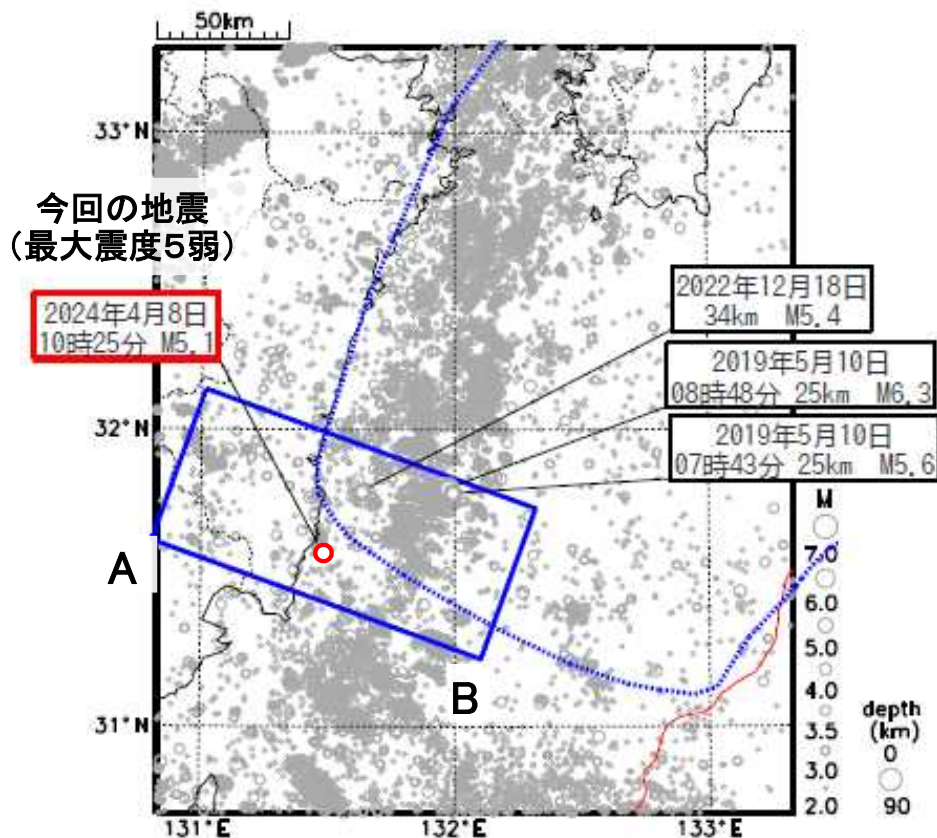 50km
33°N
今回の地震
（最大震度5弱）
2024年4月8日
10時25分 M5.1
2022年12月18日
34km M5.4
2019年5月10日
08時48分 25km M6.3
2019年5月10日
07時43分 25km M5.6
32°N
A
B
31°N
M
7.0
6.0
5.0
4.0
3.5
3.0
2.0
depth
(km)
0
90
131°E
132°E
133°E